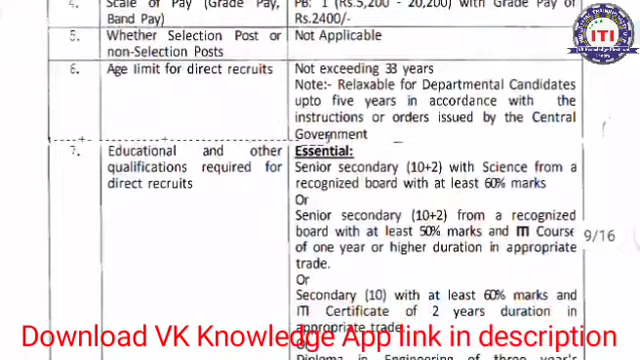 4. Scale of Pay (Grade Pay, PB: 1 (Rs.5,200 - 20,200) with Grade Pay of
Band Pay) Rs.2400/-
5. Whether Selection Post or Not Applicable
non-Selection Posts
6. Age limit for direct recruits Not exceeding 33 years
Note:- Relaxable for Departmental Candidates
upto five years in accordance with the
instructions or orders issued by the Central
Government
7. Educational and other Essential:
qualifications required for Senior secondary (10+2) with Science from a
direct recruits recognized board with at least 60% marks
Or
Senior secondary (10+2) from a recognized
board with at least 50% marks and ITI Course
of one year or higher duration in appropriate
trade.
Or
Secondary (10) with at least 60% marks and
ITI Certificate of 2 years duration in
appropriate trade
Or
Diploma in Engineering of three year's
ITI
9/16
Download VK Knowledge App link in description